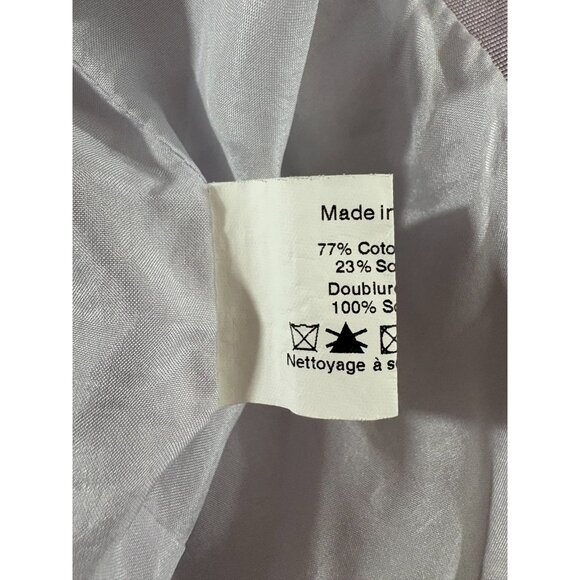 Made in
77% Coto
23% So
Doublure
100% So
Nettoyage à s